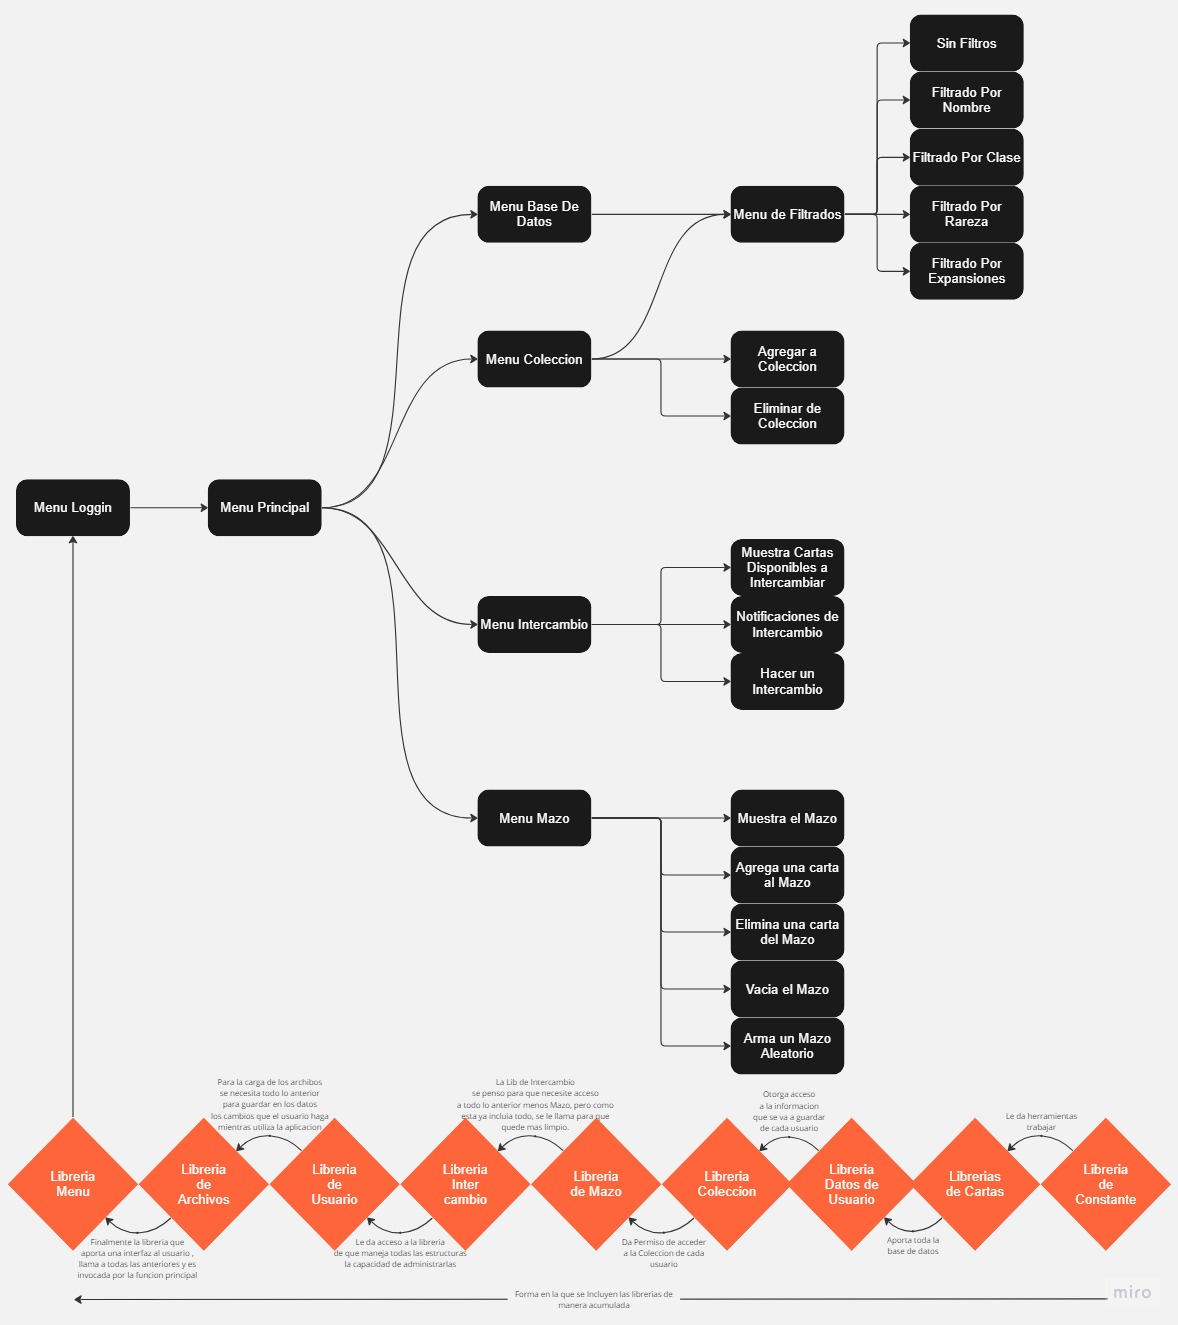 Sin Filtros
Filtrado Por
Nombre
Filtrado Por Clase
Filtrado Por
Rareza
Filtrado Por
Expansiones
Menu Base De
Datos
Menu de Filtrados
Menu Coleccion
Agregar a
Coleccion
Eliminar de
Coleccion
Menu Loggin
Menu Principal
Muestra Cartas
Disponibles a
Intercambiar
Menu Intercambio
Notificaciones de
Intercambio
Hacer un
Intercambio
Menu Mazo
Muestra el Mazo
Agrega una carta
al Mazo
Elimina una carta
del Mazo
Vacia el Mazo
Arma un Mazo
Aleatorio
Para la carga de los archibos
se necesita todo lo anterior
para guardar en los datos
los cambios que el usuario haga
mientras utiliza la aplicacion
La Lib de Intercambio
se penso para que necesite acceso
a todo lo anterior menos Mazo, pero como
esta ya incluia todo, se le llama para que
quede mas limpio.
Otorga acceso
a la informacion
que se va a guardar
de cada usuario
Le da herramientas
trabajar
Libreria
Menu
Libreria
de
Archivos
Libreria
de
Usuario
Libreria
Inter
cambio
Libreria
de Mazo
Libreria
Coleccion
Libreria
Datos de
Usuario
Librerias
de Cartas
Libreria
de
Constante
Finalmente la libreria que
aporta una interfaz al usuario ,
llama a todas las anteriores y es
invocada por la funcion principal
Le da acceso a la libreria
de que maneja todas las estructuras
la capacidad de administrarlas
Da Permiso de acceder
a la Coleccion de cada
usuario
Aporta toda la
base de datos
Forma en la que se Incluyen las librerias de
manera acumulada
miro